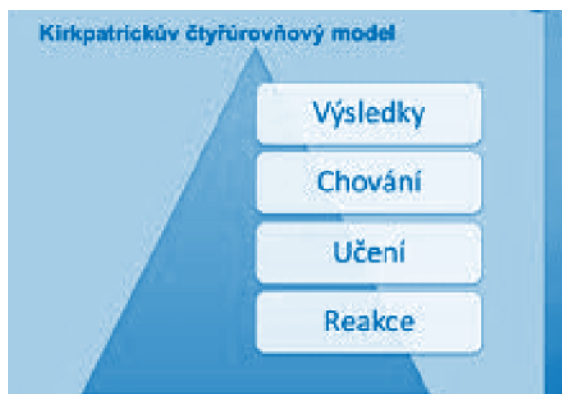 Kirkpatrickův čtyřúrovňový model
Výsledky
Chování
Učení
Reakce